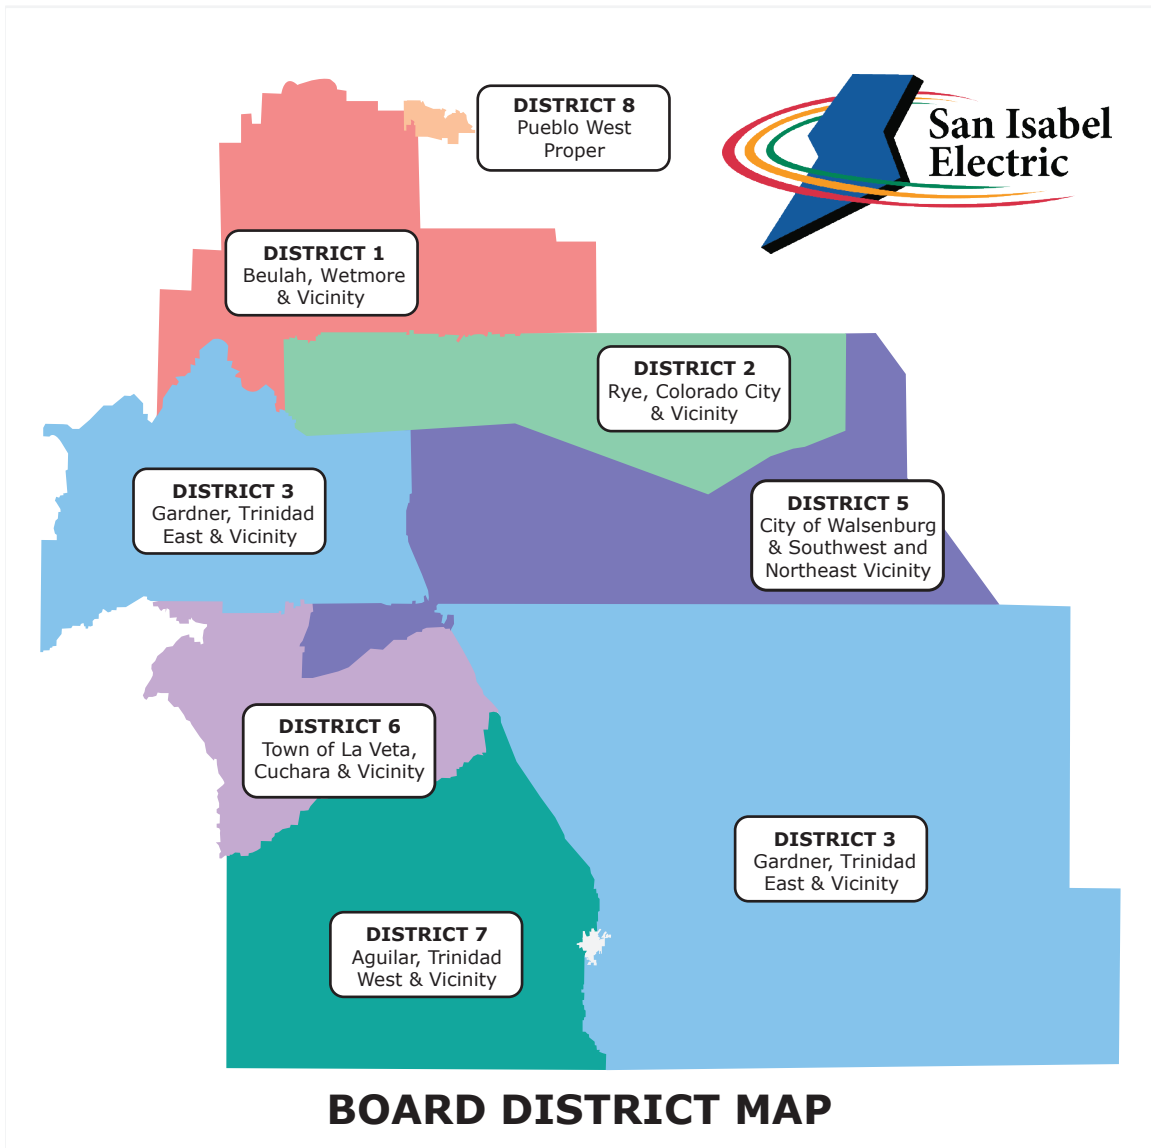 DISTRICT 8
Pueblo West
Proper
San Isabel
Electric
DISTRICT 1
Beulah, Wetmore
& Vicinity
DISTRICT 2
Rye, Colorado City
& Vicinity
DISTRICT 3
Gardner, Trinidad
East & Vicinity
DISTRICT 5
City of Walsenburg
& Southwest and
Northeast Vicinity
DISTRICT 6
Town of La Veta,
Cuchara & Vicinity
DISTRICT 3
Gardner, Trinidad
East & Vicinity
DISTRICT 7
Aguilar, Trinidad
West & Vicinity
BOARD DISTRICT MAP